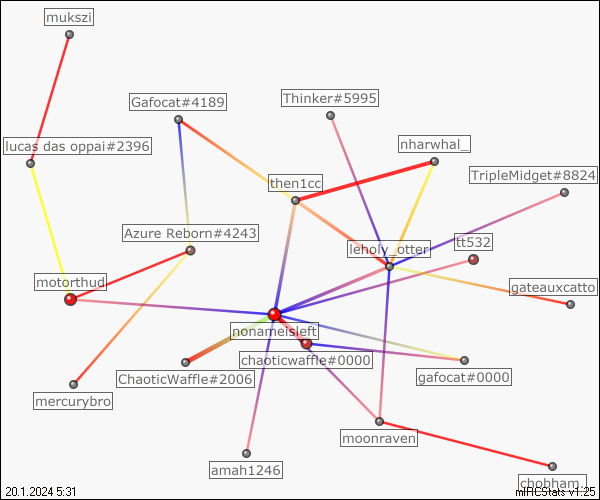 mukszi
Thinker#5995
Gafocat#4189
nharwhal_
lucas das oppai#2396
TripleMidget#8824
then1cc
Azure Reborn#4243
tt532
leholy_otter
motorthud
gateauxcatto
nonameisleft
chaoticwaffle#0000
ChaoticWaffle#2006
gafocat#0000
mercurybro
moonraven
amah1246
chobham_
20.1.2024 5:31
mIRCStats v1.25